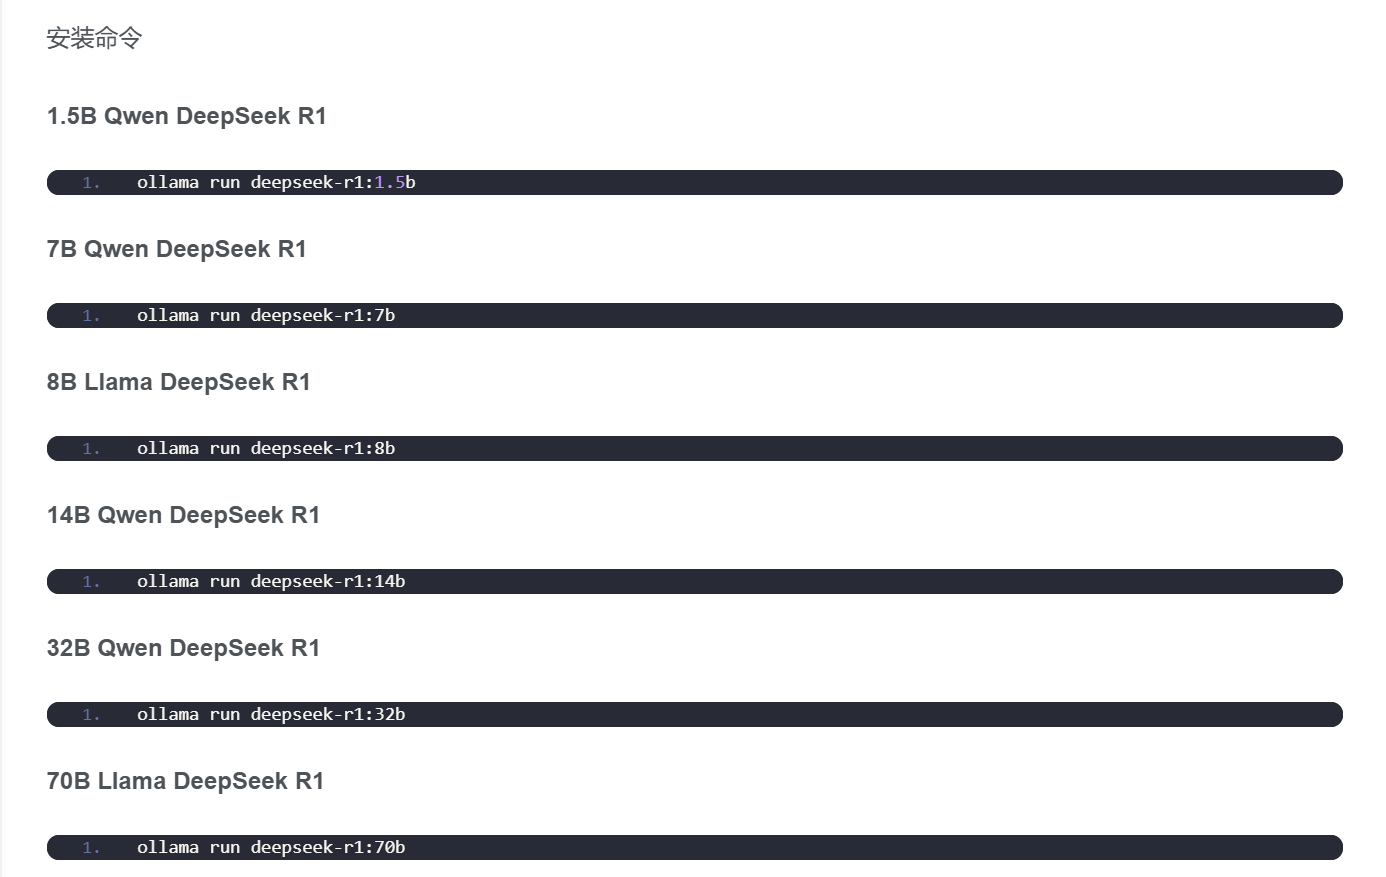 安装命令
1.5B Qwen DeepSeek R1
1. ollama run deepseek-r1:1.5b
7B Qwen DeepSeek R1
1. ollama run deepseek-r1:7b
8B Llama DeepSeek R1
1. ollama run deepseek-r1:8b
14B Qwen DeepSeek R1
1. ollama run deepseek-r1:14b
32B Qwen DeepSeek R1
1. ollama run deepseek-r1:32b
70B Llama DeepSeek R1
1. ollama run deepseek-r1:70b